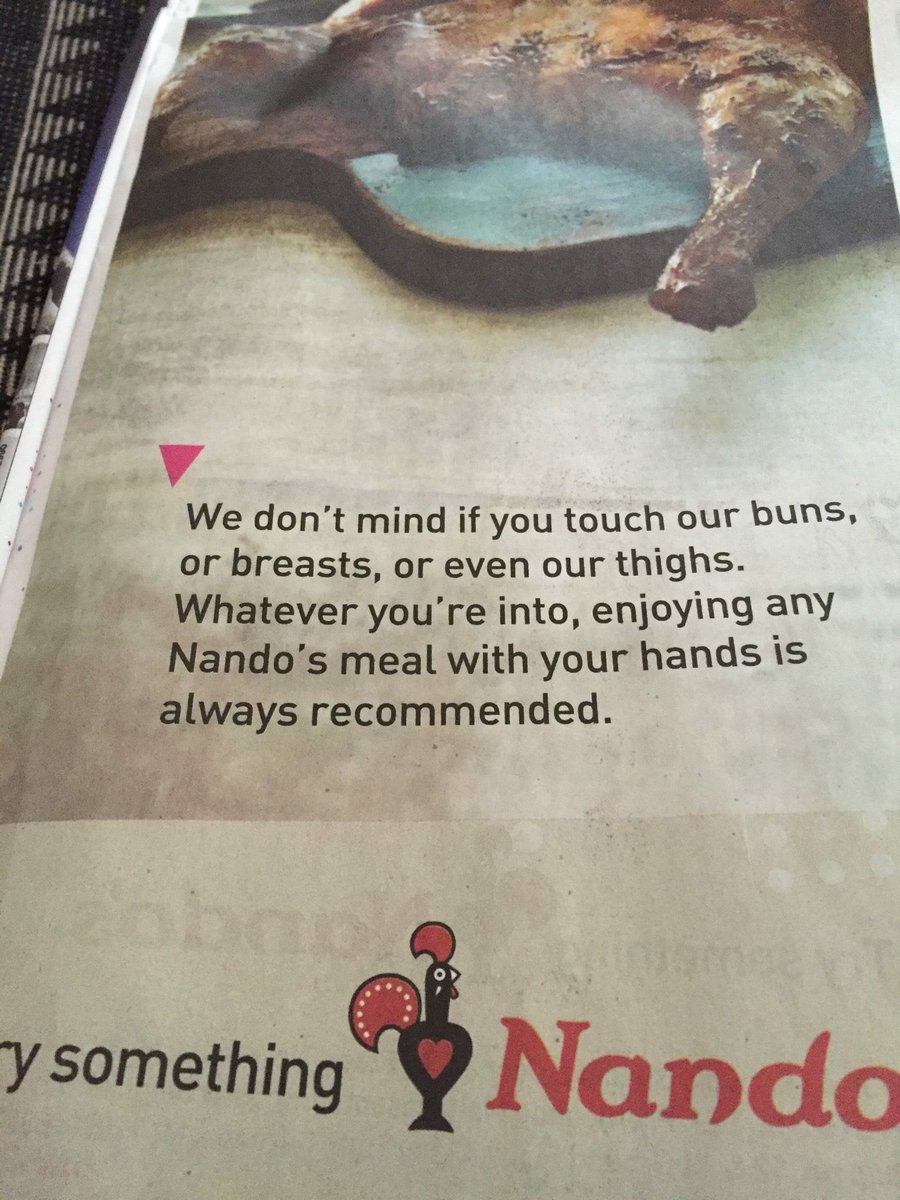 We don't mind if you touch our buns,
or breasts, or even our thighs.
Whatever you're into, enjoying any
Nando's meal with your hands is
always recommended.
ry something Nando